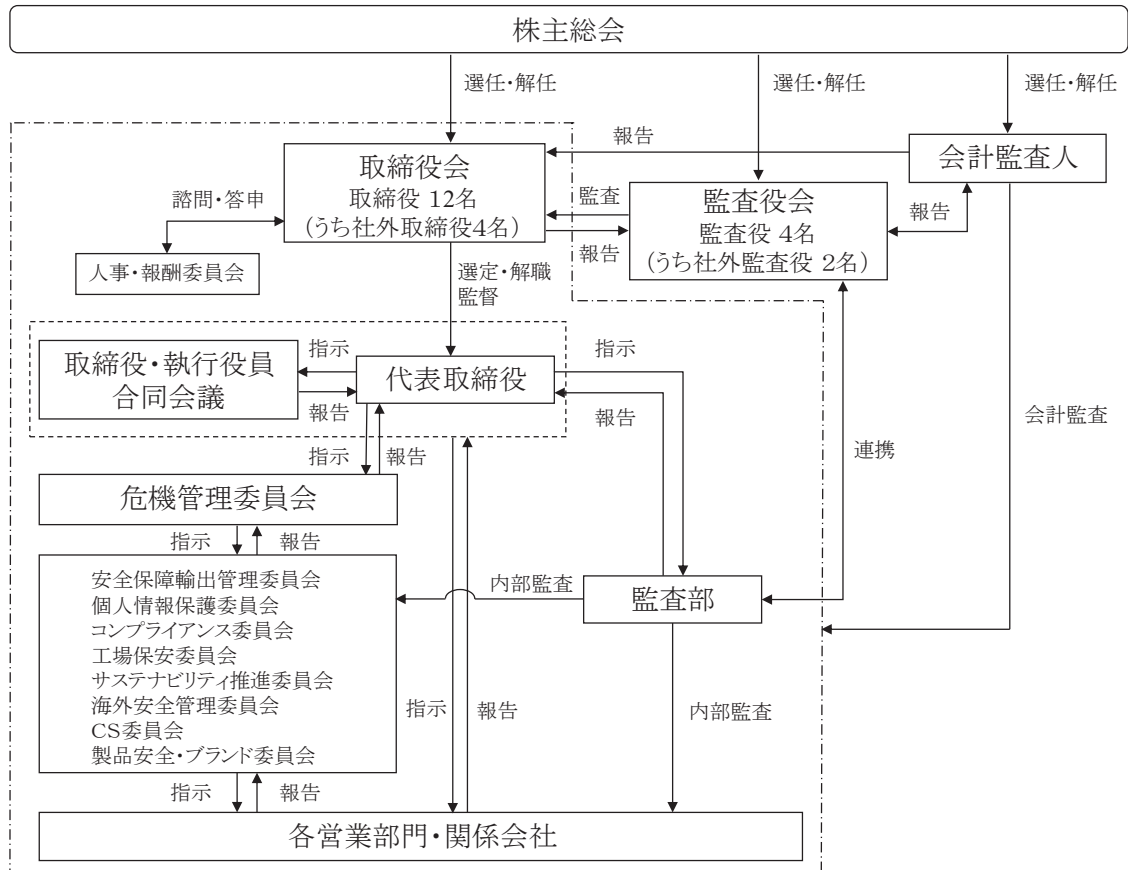 株主総会
選任・解任
選任・解任
選任・解任
報告
会計監査人
取締役会
取締役 12名
(うち社外取締役4名)
諮問・答申
監査
報告
監査役会
監査役 4名
(うち社外監査役 2名)
報告
人事・報酬委員会
選定・解職
監督
取締役・執行役員
合同会議
指示
報告
代表取締役
指示
報告
会計監査
連携
指示
報告
危機管理委員会
指示
報告
安全保障輸出管理委員会
個人情報保護委員会
コンプライアンス委員会
工場保安委員会
サステナビリティ推進委員会
海外安全管理委員会
CS委員会
製品安全・ブランド委員会
内部監査
監査部
指示
報告
内部監査
指示
報告
各営業部門・関係会社